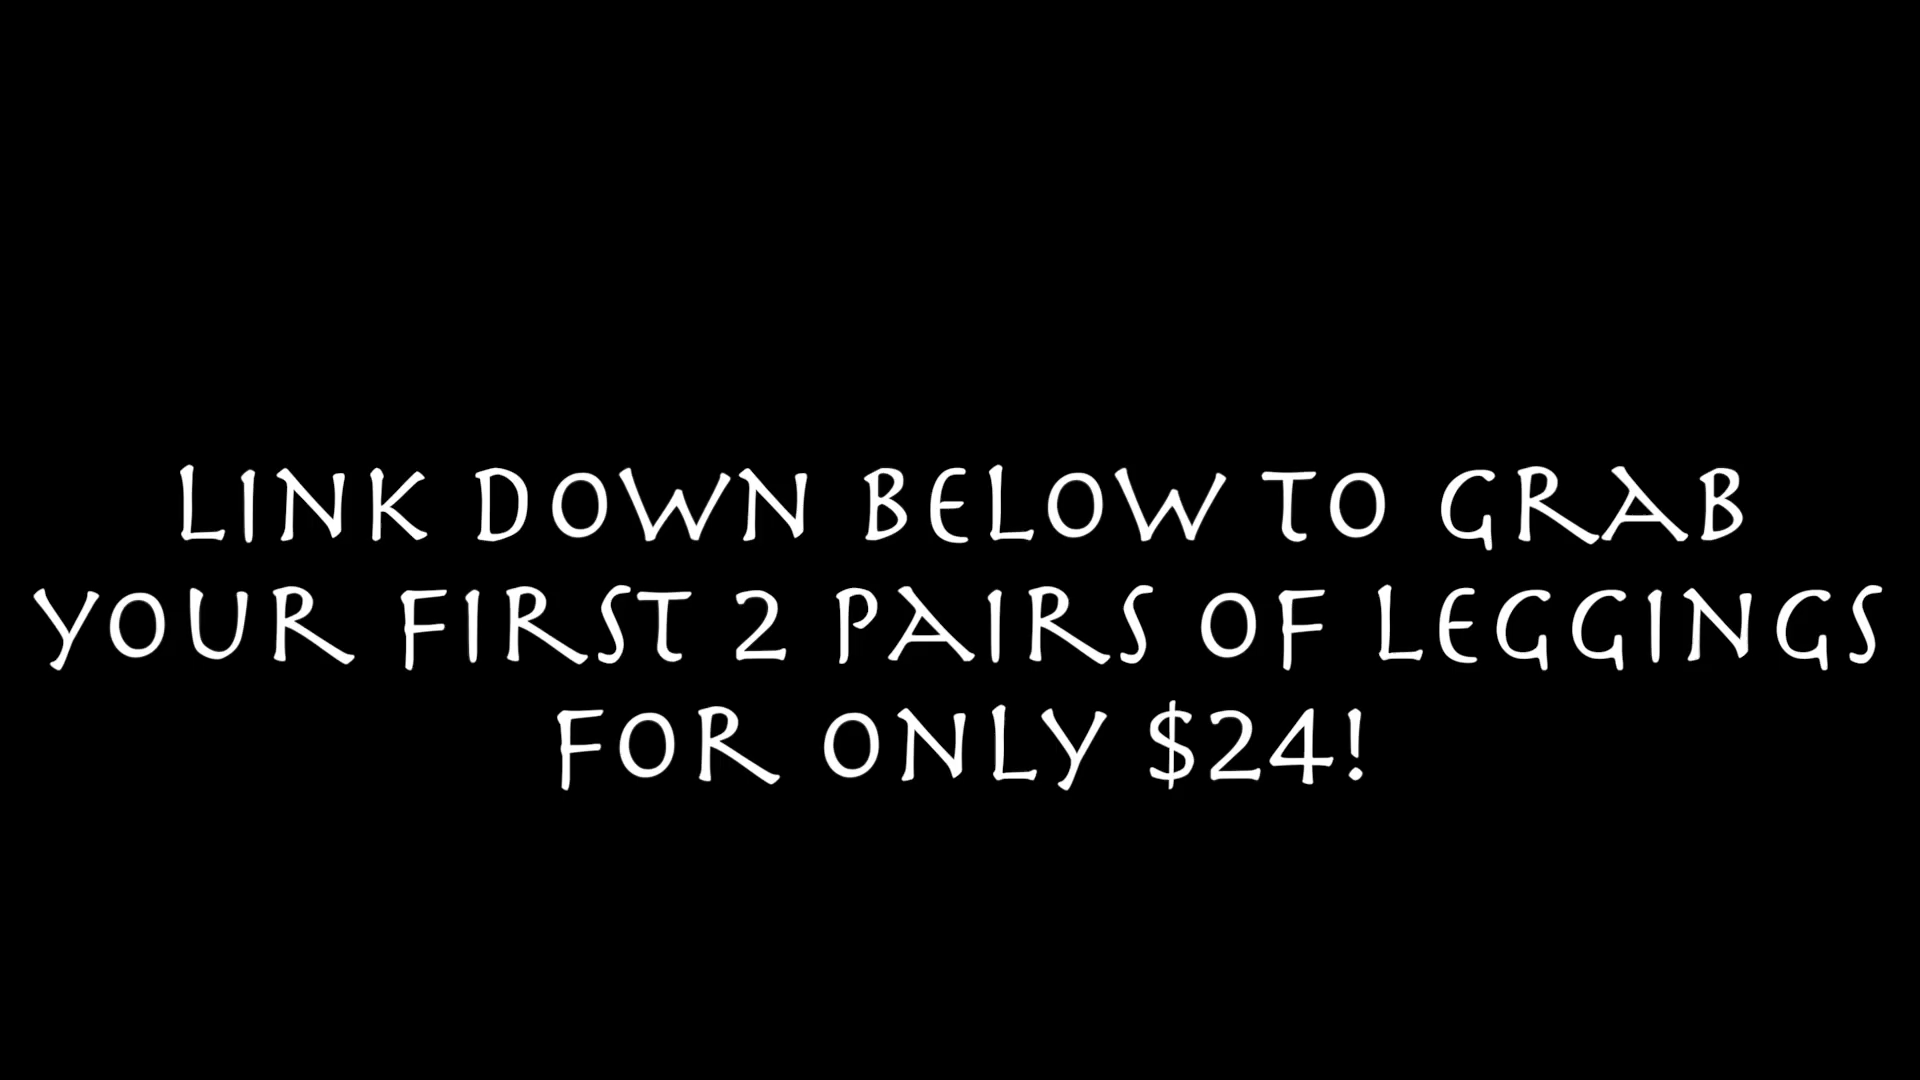 LINK DOWN BELOW TO GRAB
YOUR FIRST 2 PAIRS OF LEGGINGS
FOR ONLY $24!